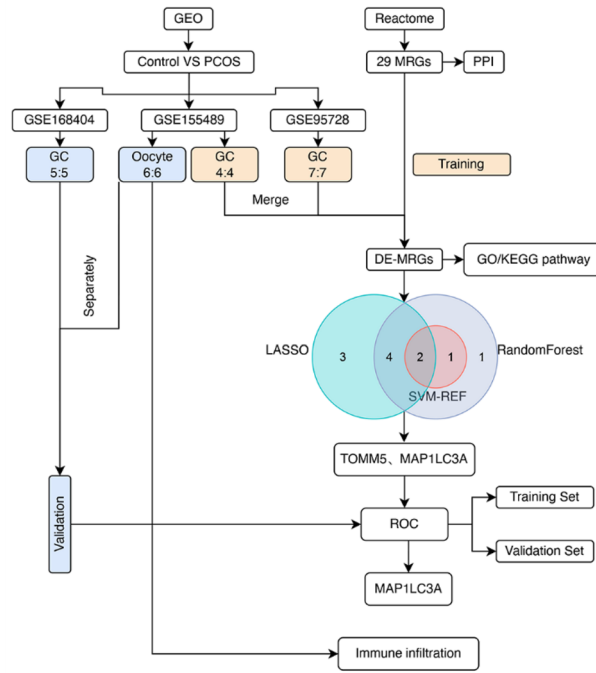 GEO
Reactome
Control VS PCOS
29 MRGs
PPI
GSE168404
GSE155489
GSE95728
GC
5:5
Oocyte
6:6
GC
4:4
GC
7:7
Training
Merge
DE-MRGs
GO/KEGG pathway
Separately
LASSO
3
4
2
1
1
RandomForest
SVM-REF
TOMM5、MAP1LC3A
Validation
ROC
Training Set
Validation Set
MAP1LC3A
Immune infiltration